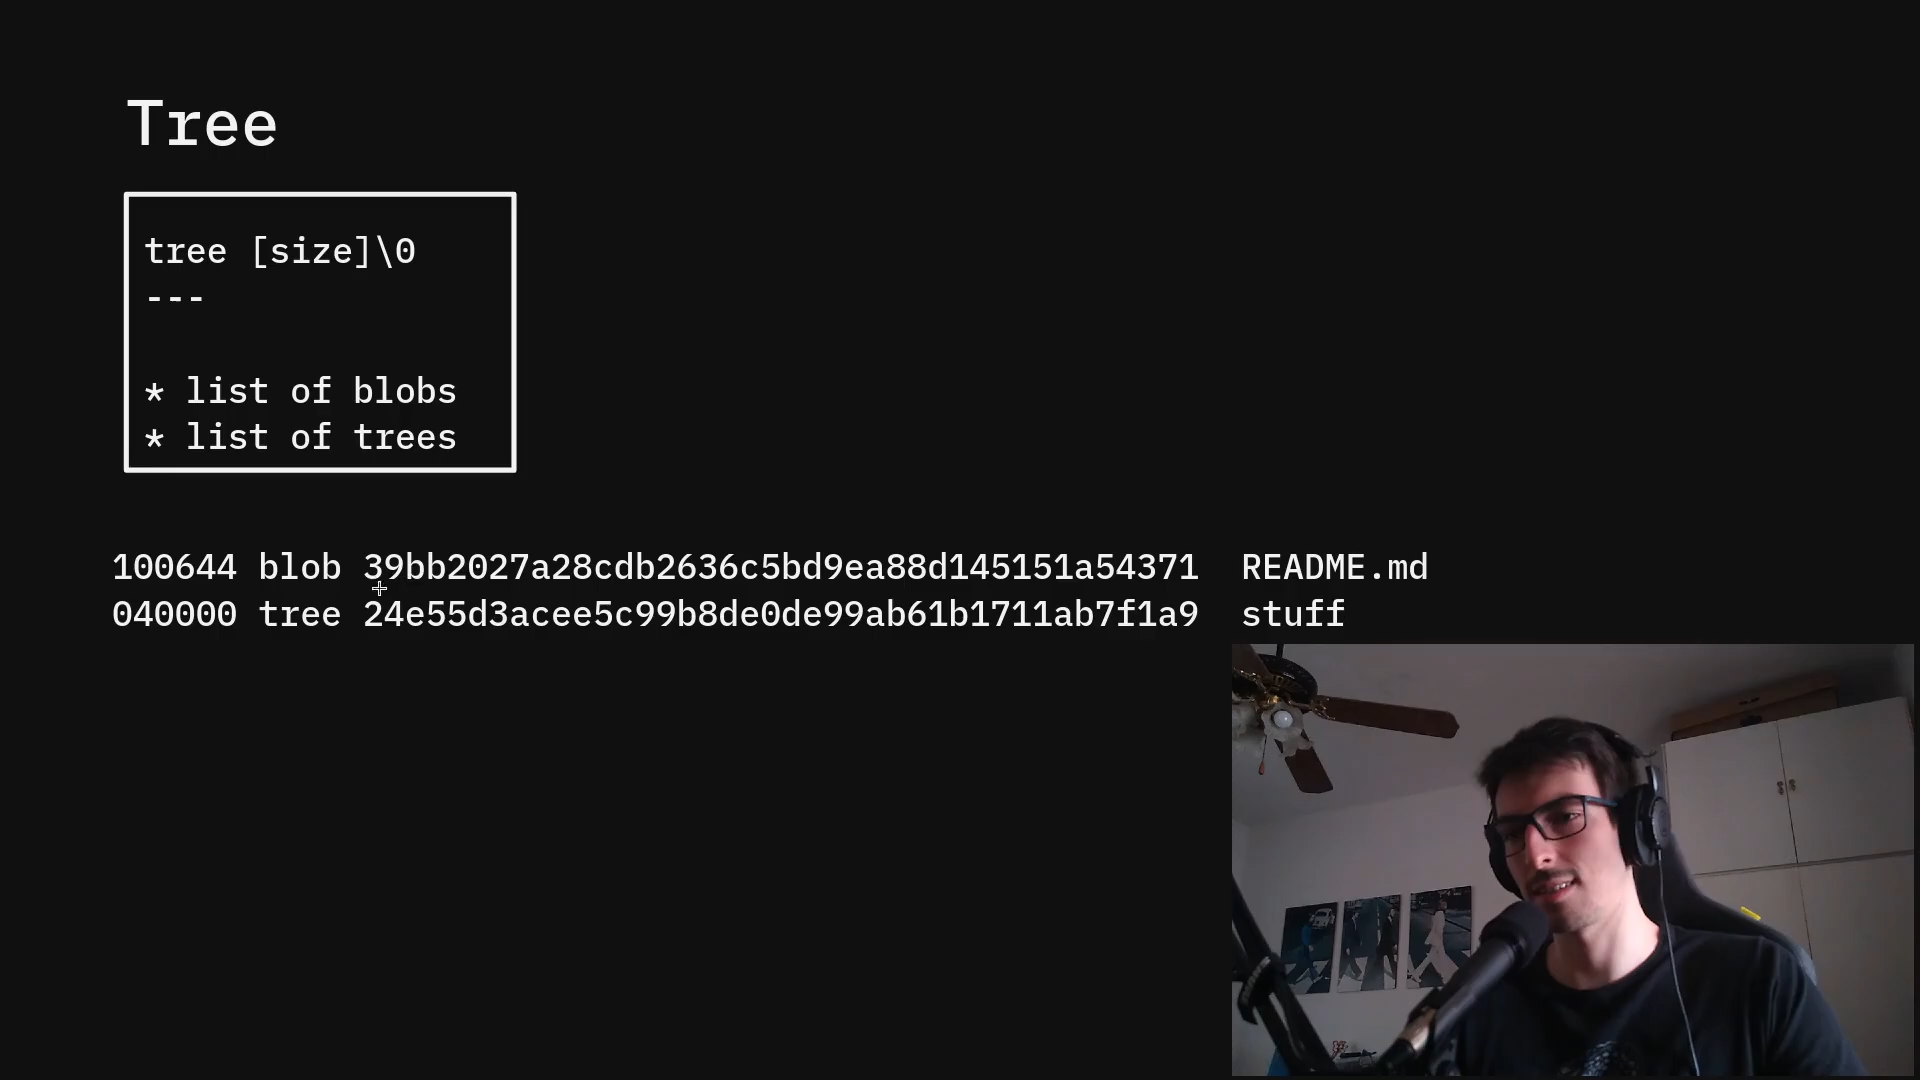 Tree
tree [size]\0
---
* list of blobs
* list of trees
100644 blob 39bb2027a28cdb2636c5bd9ea88d145151a54371  README.md
040000 tree 24e55d3acee5c99b8de0de99ab61b1711ab7f1a9  stuff